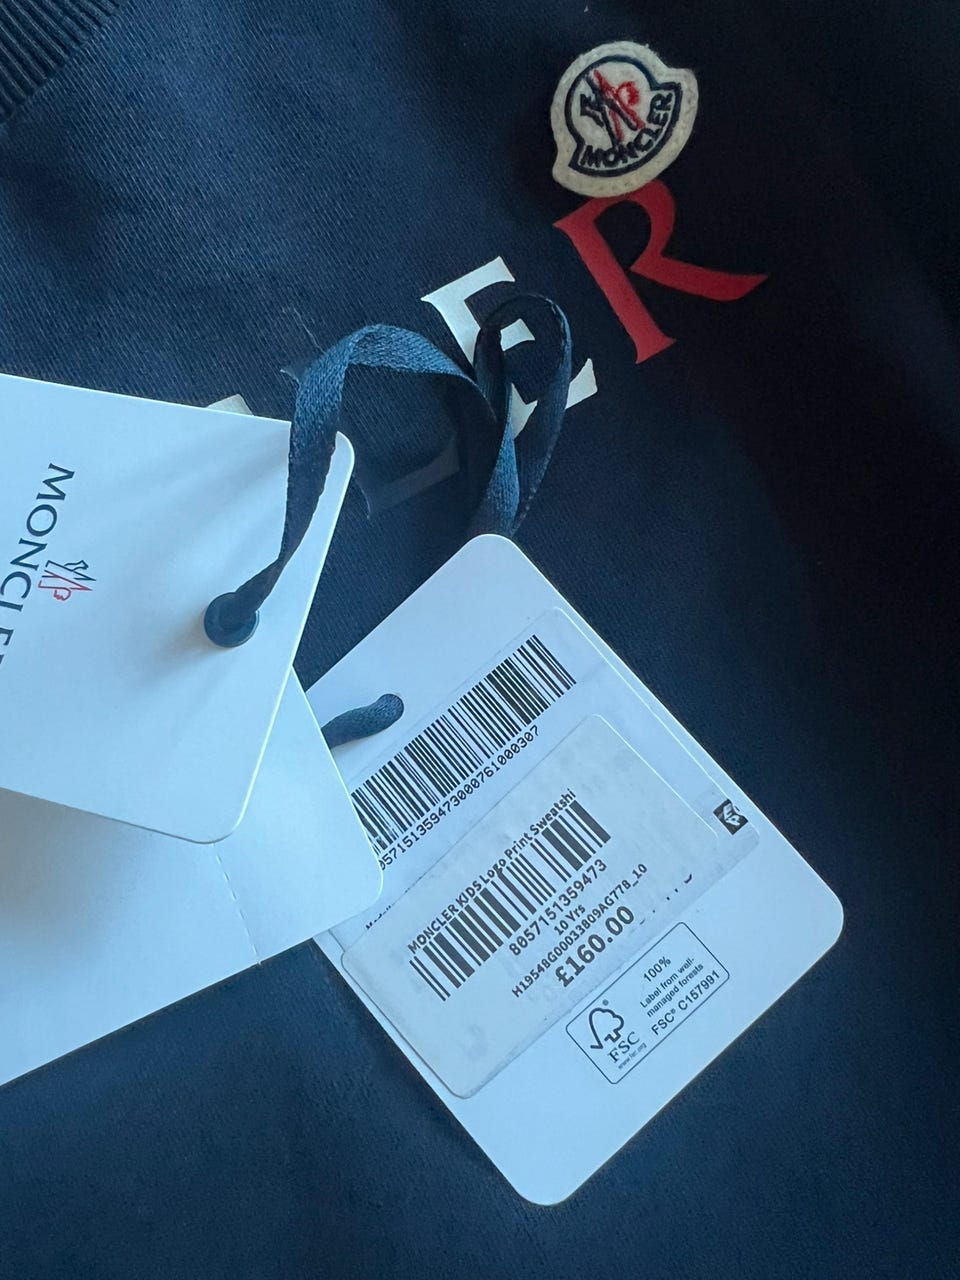 MONCLER
ER
MONCLE
8057151359473000761000307
MONCLER KIDS Logo Print Sweatshi
8057151359473
10 Yrs
H19548G00033809AG778_10
£160.00
100%
Label from well-
managed forests
FSC® C157991
FSC
www.fsc.org